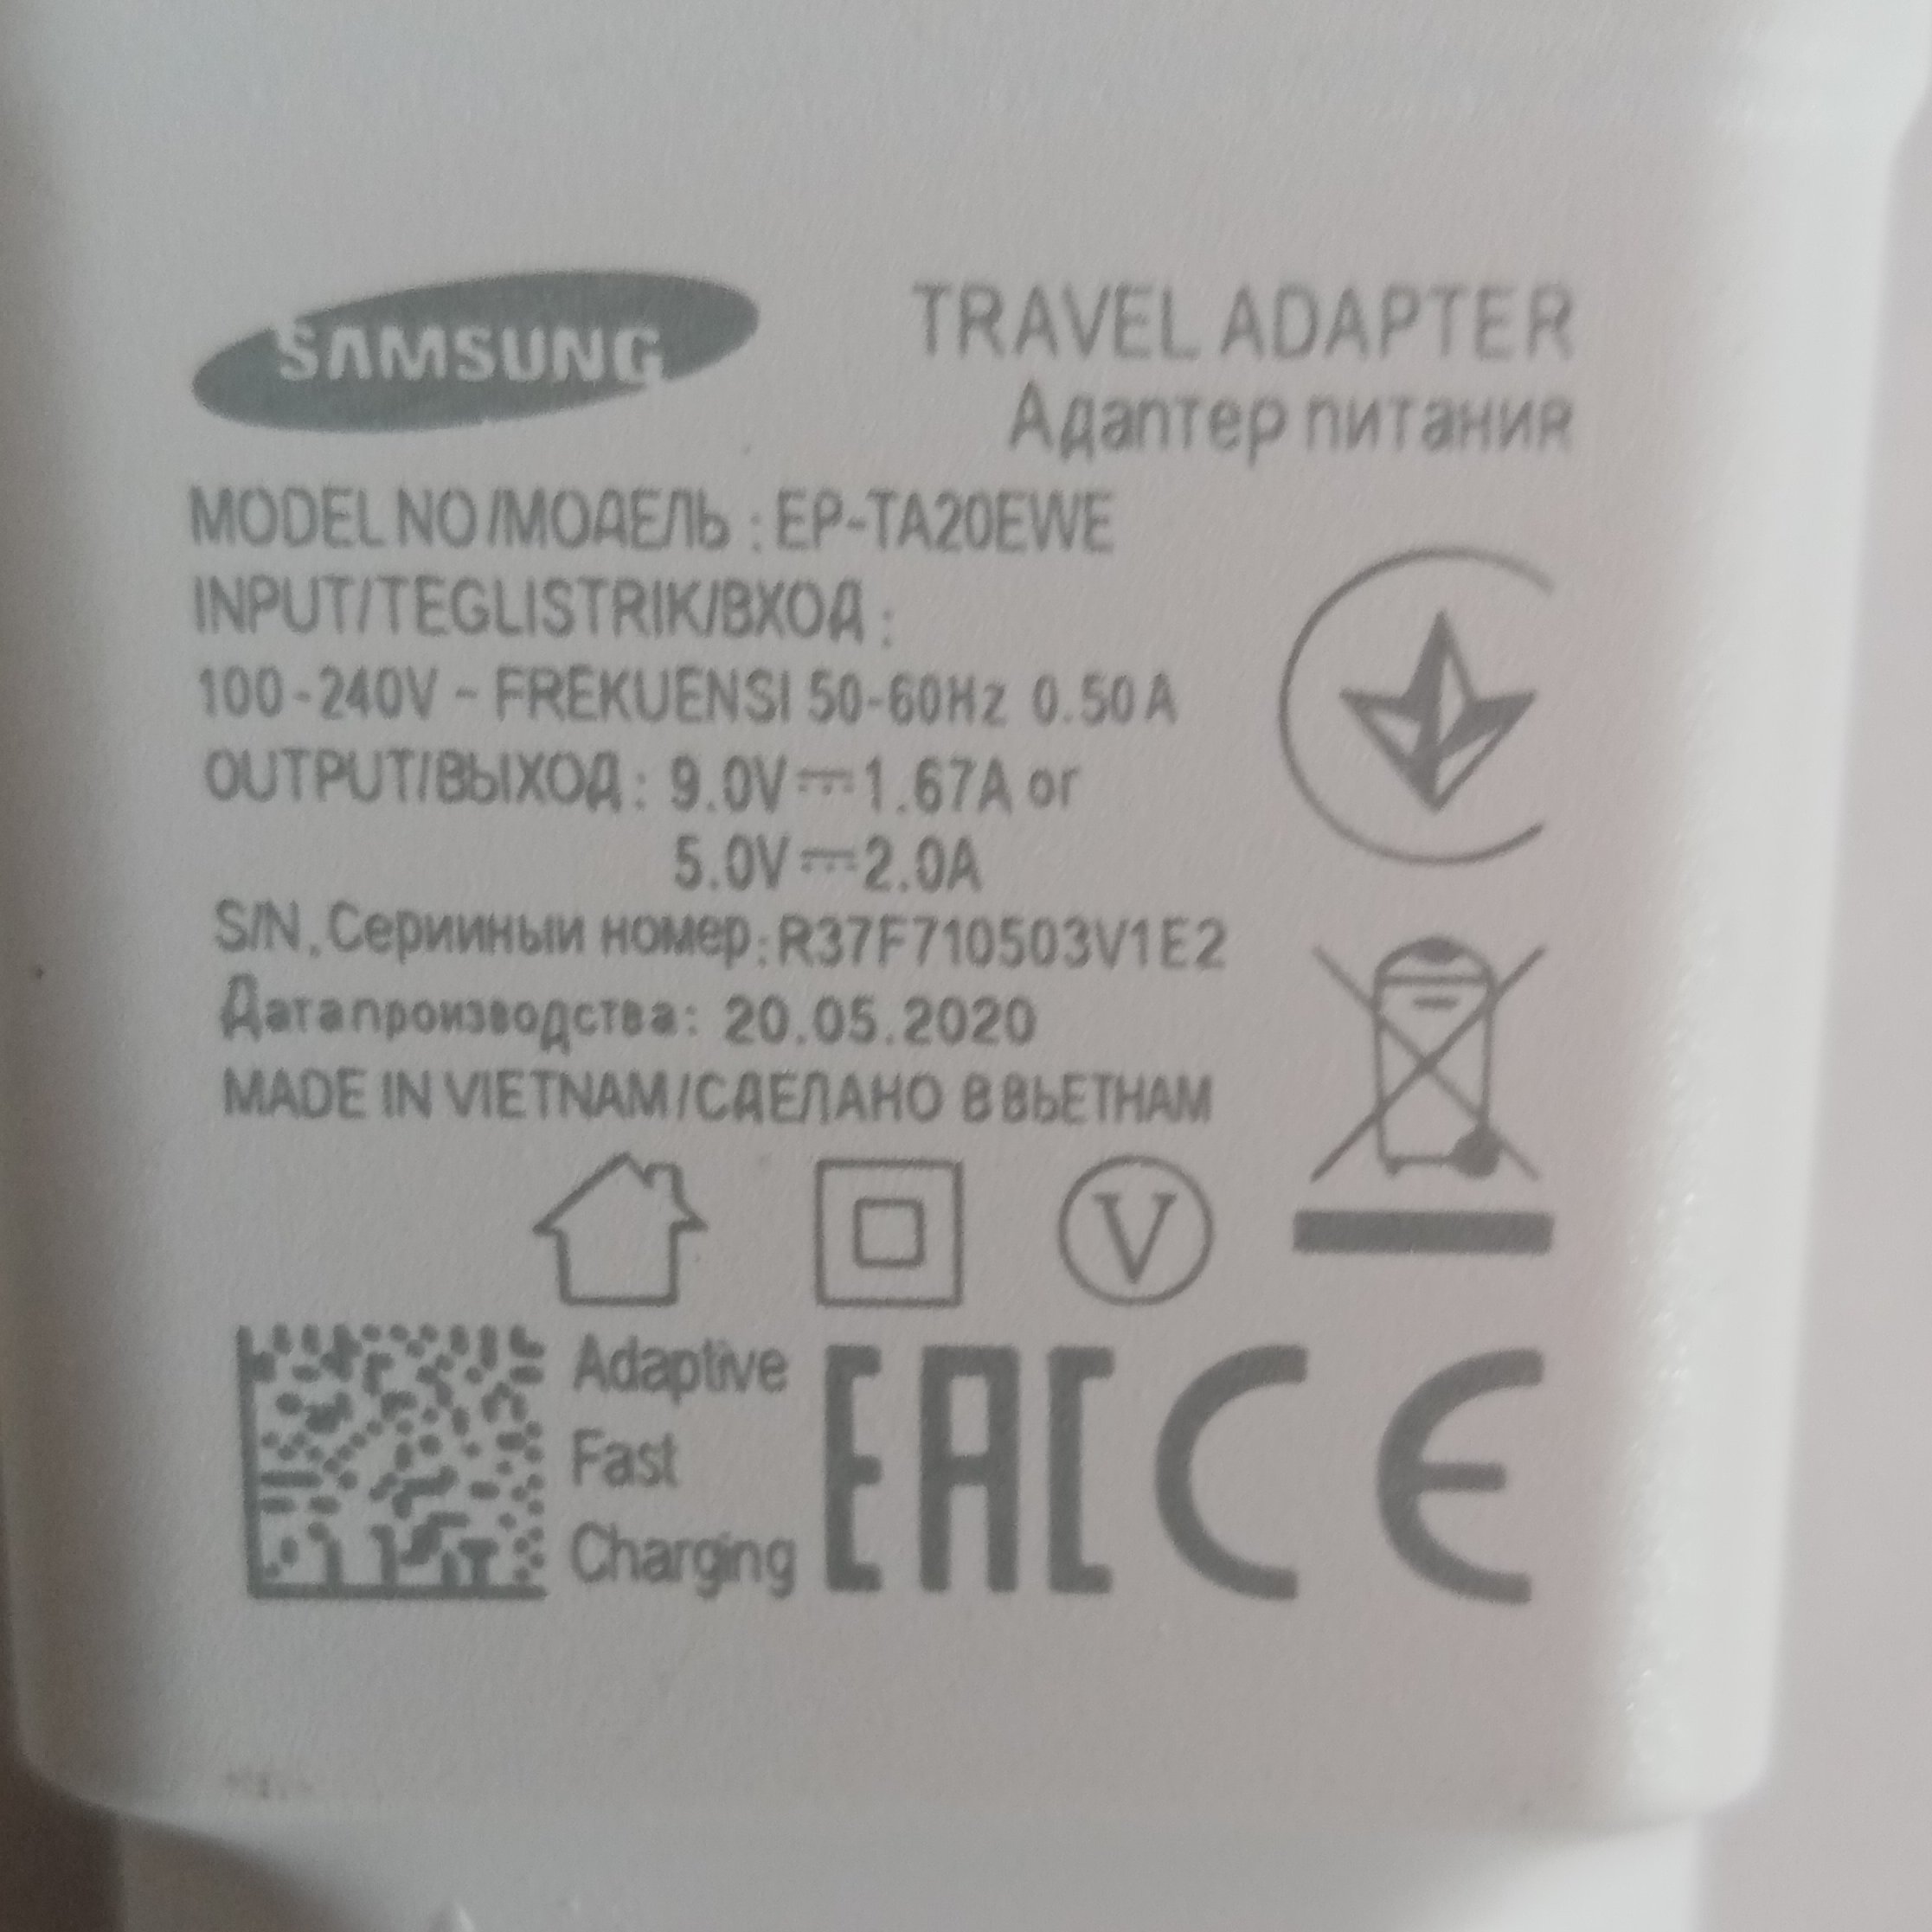 SAMSUNG
TRAVEL ADAPTER
Адаптер питания
MODEL NO/МОДЕЛЬ : EP-TA20EWE
INPUT/TEGLISTRIK/ВХОД :
100-240V - FREKUENSI 50-60Hz 0.50A
OUTPUT/ВЫХОД: 9.0V⎓1.67A or
5.0V⎓2.0A
S/N.Серииныи номер:R37F710503V1E2
Датапроизводства: 20.05.2020
MADE IN VIETNAM/СДЕЛАНО ВВЬЕТНАМ
V
Adaptive
Fast
Charging
EAC CE